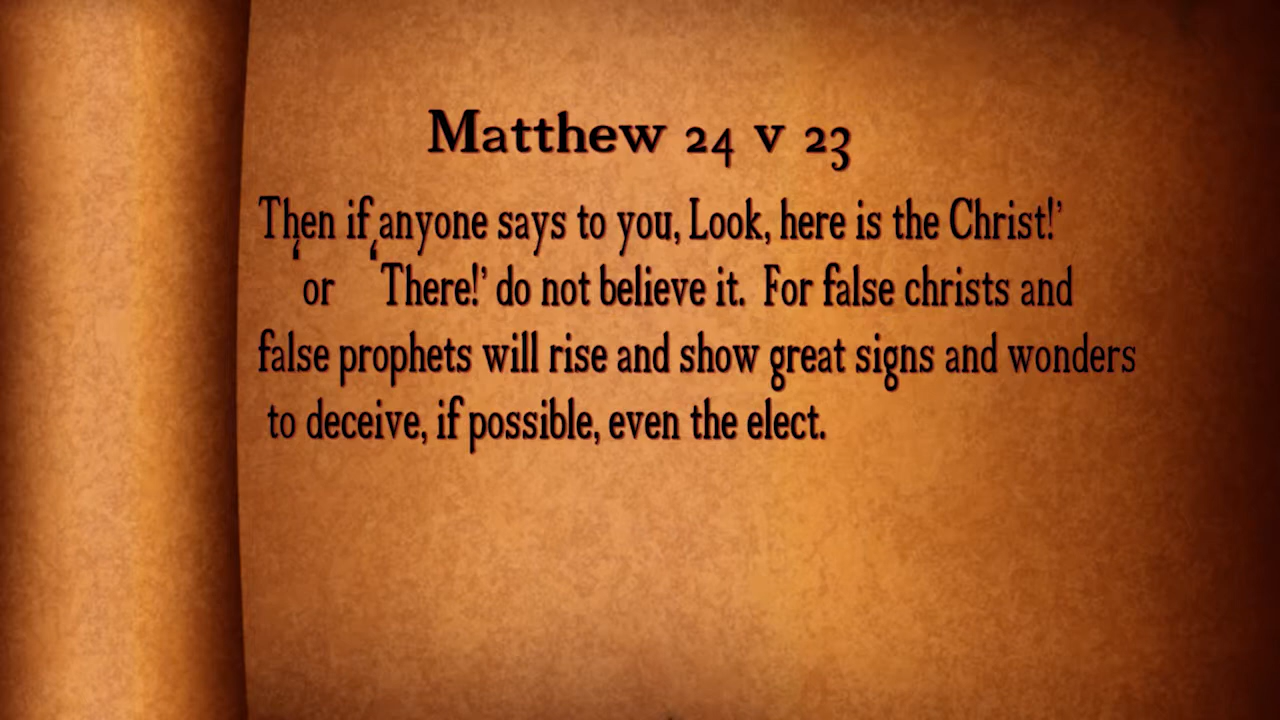 Matthew 24 v 23
Then if anyone says to you, Look, here is the Christ!’
‘ or ‘There!’ do not believe it. For false christs and
false prophets will rise and show great signs and wonders
to deceive, if possible, even the elect.